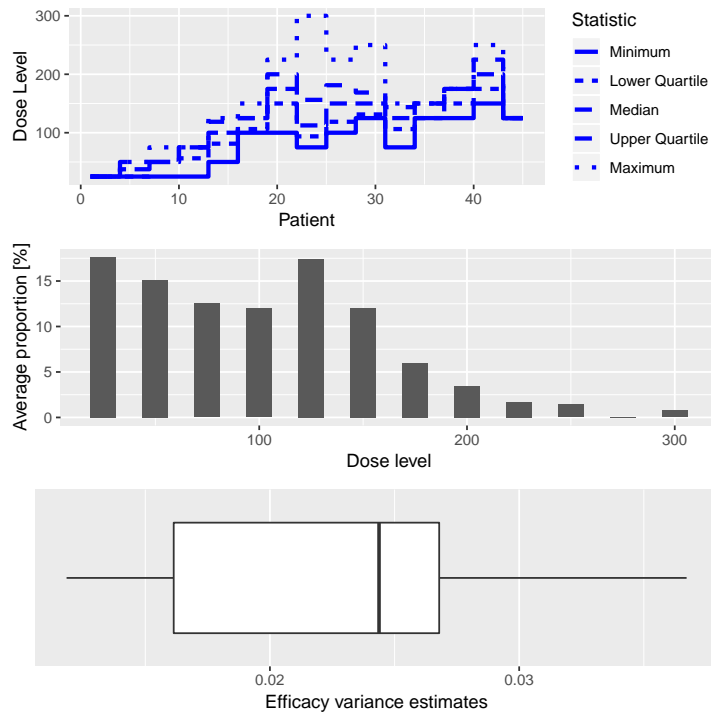 Dose Level
300
200
100
0
10
20
30
40
Patient
Statistic
Minimum
Lower Quartile
Median
Upper Quartile
Maximum
Average proportion [%]
15
10
5
0
100
200
300
Dose level
0.02
0.03
Efficacy variance estimates